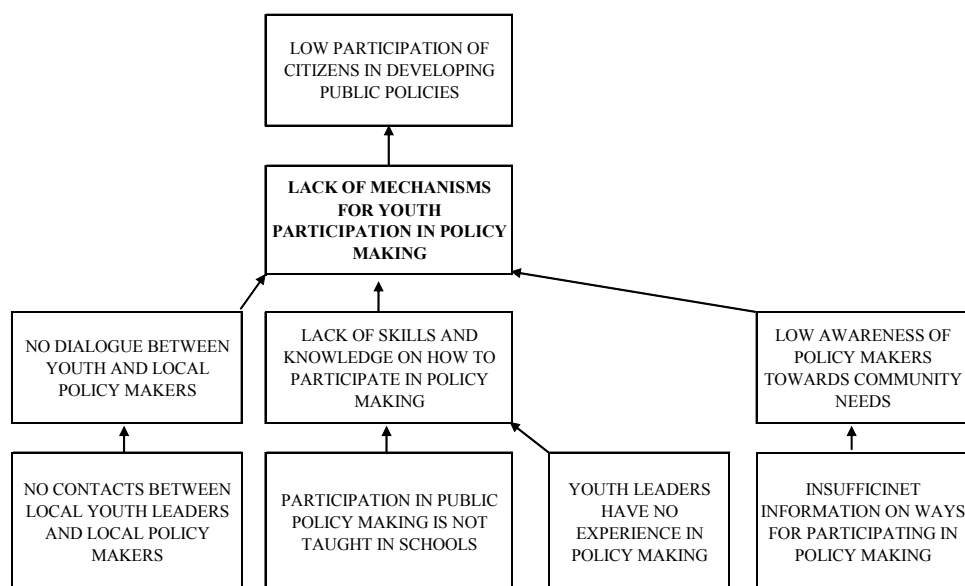 LOW PARTICIPATION OF
CITIZENS IN DEVELOPING
PUBLIC POLICIES
LACK OF MECHANISMS
FOR YOUTH
PARTICIPATION IN POLICY
MAKING
NO DIALOGUE BETWEEN
YOUTH AND LOCAL
POLICY MAKERS
LACK OF SKILLS AND
KNOWLEDGE ON HOW TO
PARTICIPATE IN POLICY
MAKING
LOW AWARENESS OF
POLICY MAKERS
TOWARDS COMMUNITY
NEEDS
NO CONTACTS BETWEEN
LOCAL YOUTH LEADERS
AND LOCAL POLICY
MAKERS
PARTICIPATION IN PUBLIC
POLICY MAKING IS NOT
TAUGHT IN SCHOOLS
YOUTH LEADERS
HAVE NO
EXPERIENCE IN
POLICY MAKING
INSUFFICINET
INFORMATION ON WAYS
FOR PARTICIPATING IN
POLICY MAKING